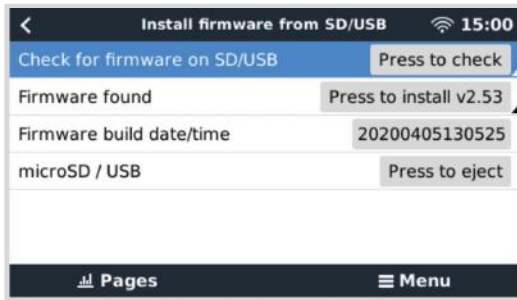 Install firmware from SD/USB 15:00
Check for firmware on SD/USB Press to check
Firmware found Press to install v2.53
Firmware build date/time 20200405130525
microSD / USB Press to eject
Pages Menu